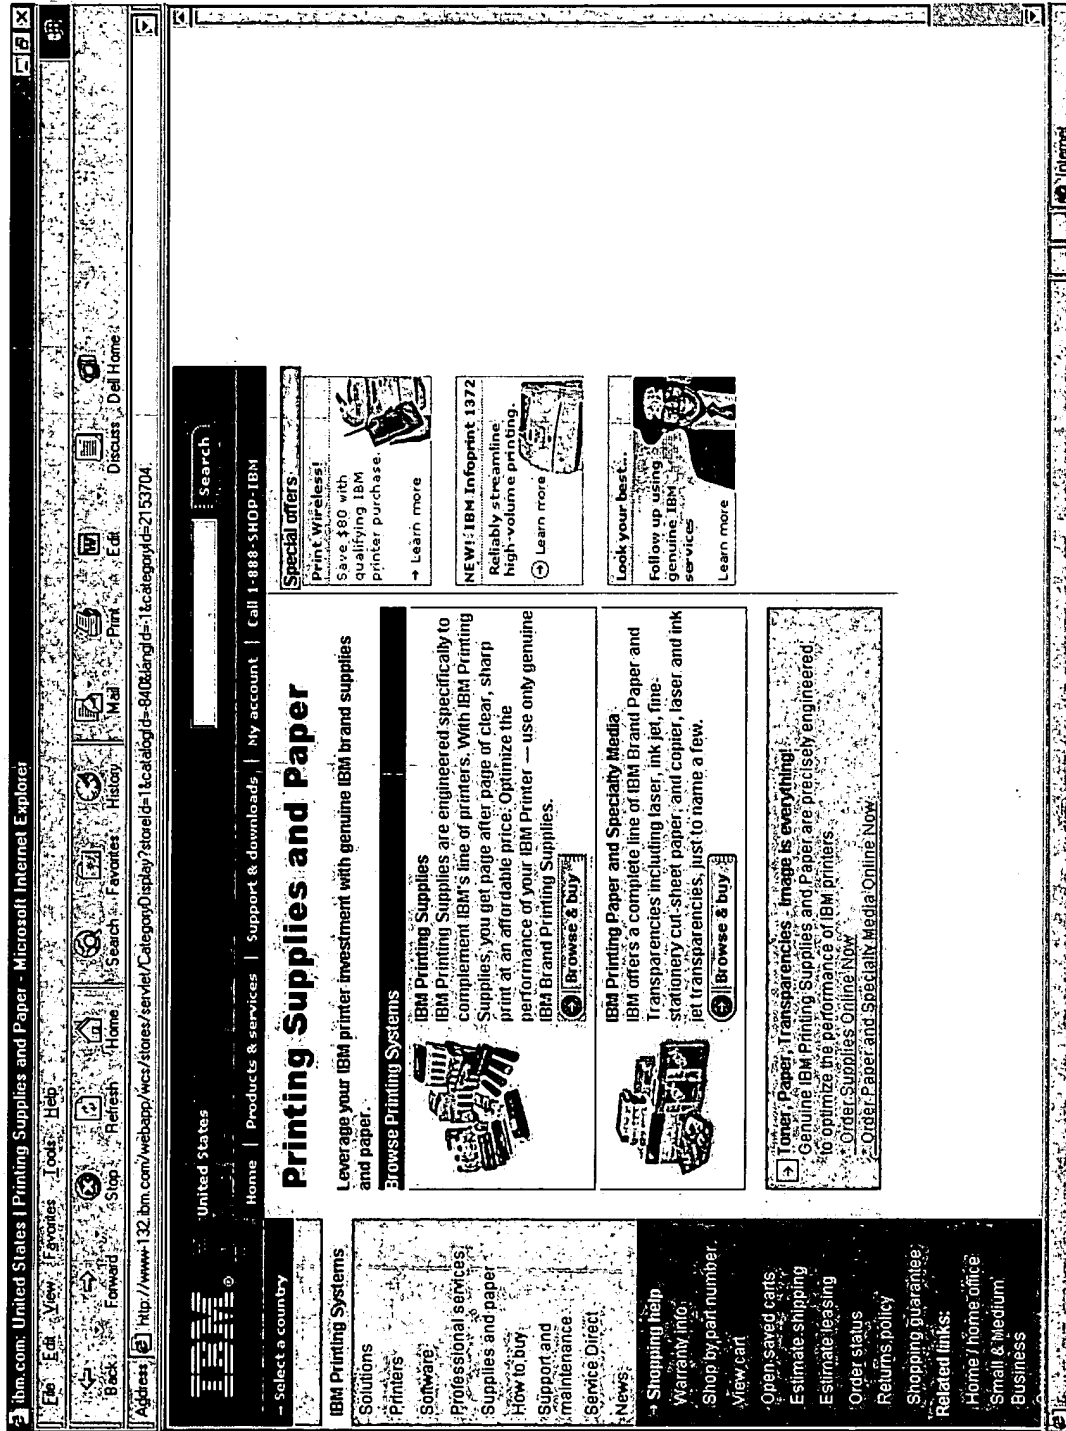 ibm.com: United States | Printing Supplies and Paper - Microsoft Internet Explorer
File Edit View Favorites Tools Help
Back Forward Stop Refresh Home Search Favorites History Mail Print Edit Discuss Dell Home
Address http://www-132.ibm.com/webapp/wcs/stores/servlet/CategoryDisplay?storeId=1&catalogId=-840&langId=-1&categoryId=2153704
IBM®
United States
Search
Home | Products & services | Support & downloads | My account | Call 1-888-SHOP-IBM
→ Select a country
IBM Printing Systems
Solutions
Printers
Software
Professional services
Supplies and paper
How to buy
Support and
maintenance
Service Direct
News
→ Shopping help
Warranty info
Shop by part number
View cart
Open saved carts
Estimate shipping
Estimate leasing
Order status
Returns policy
Shopping guarantee
Related links:
Home / home office
Small & Medium
Business
Printing Supplies and Paper
Leverage your IBM printer investment with genuine IBM brand supplies
and paper.
Browse Printing Systems
IBM Printing Supplies
IBM Printing Supplies are engineered specifically to
complement IBM's line of printers. With IBM Printing
Supplies, you get page after page of clear, sharp
print at an affordable price. Optimize the
performance of your IBM Printer — use only genuine
IBM Brand Printing Supplies.
Browse & buy
IBM Printing Paper and Specialty Media
IBM offers a complete line of IBM Brand Paper and
Transparencies including laser, ink jet, fine-
stationery cut-sheet paper, and copier, laser and ink
jet transparencies, just to name a few.
Browse & buy
Toner, Paper, Transparencies - Image is everything!
Genuine IBM Printing Supplies and Paper are precisely engineered
to optimize the performance of IBM printers.
Order Supplies Online Now
Order Paper and Specialty Media Online Now
Special offers
Print Wireless!
Save $80 with
qualifying IBM
printer purchase.
→ Learn more
NEW! IBM Infoprint 1372
Reliably streamline
high-volume printing.
Learn more
Look your best...
Follow up using
genuine IBM
services
Learn more
Internet